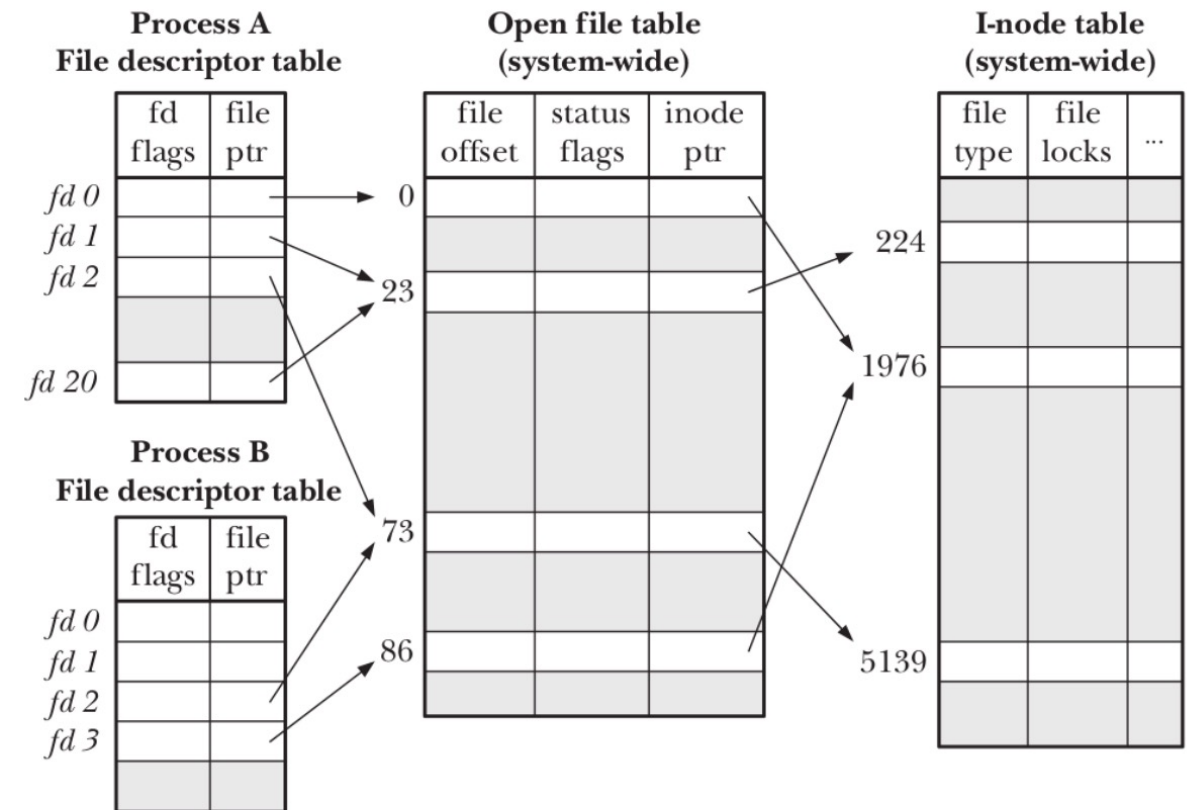 Process A
File descriptor table
fd flags
file ptr
fd 0
fd 1
fd 2
fd 20
Process B
File descriptor table
fd flags
file ptr
fd 0
fd 1
fd 2
fd 3
Open file table
(system-wide)
file offset
status flags
inode ptr
0
23
73
86
I-node table
(system-wide)
file type
file locks
...
224
1976
5139